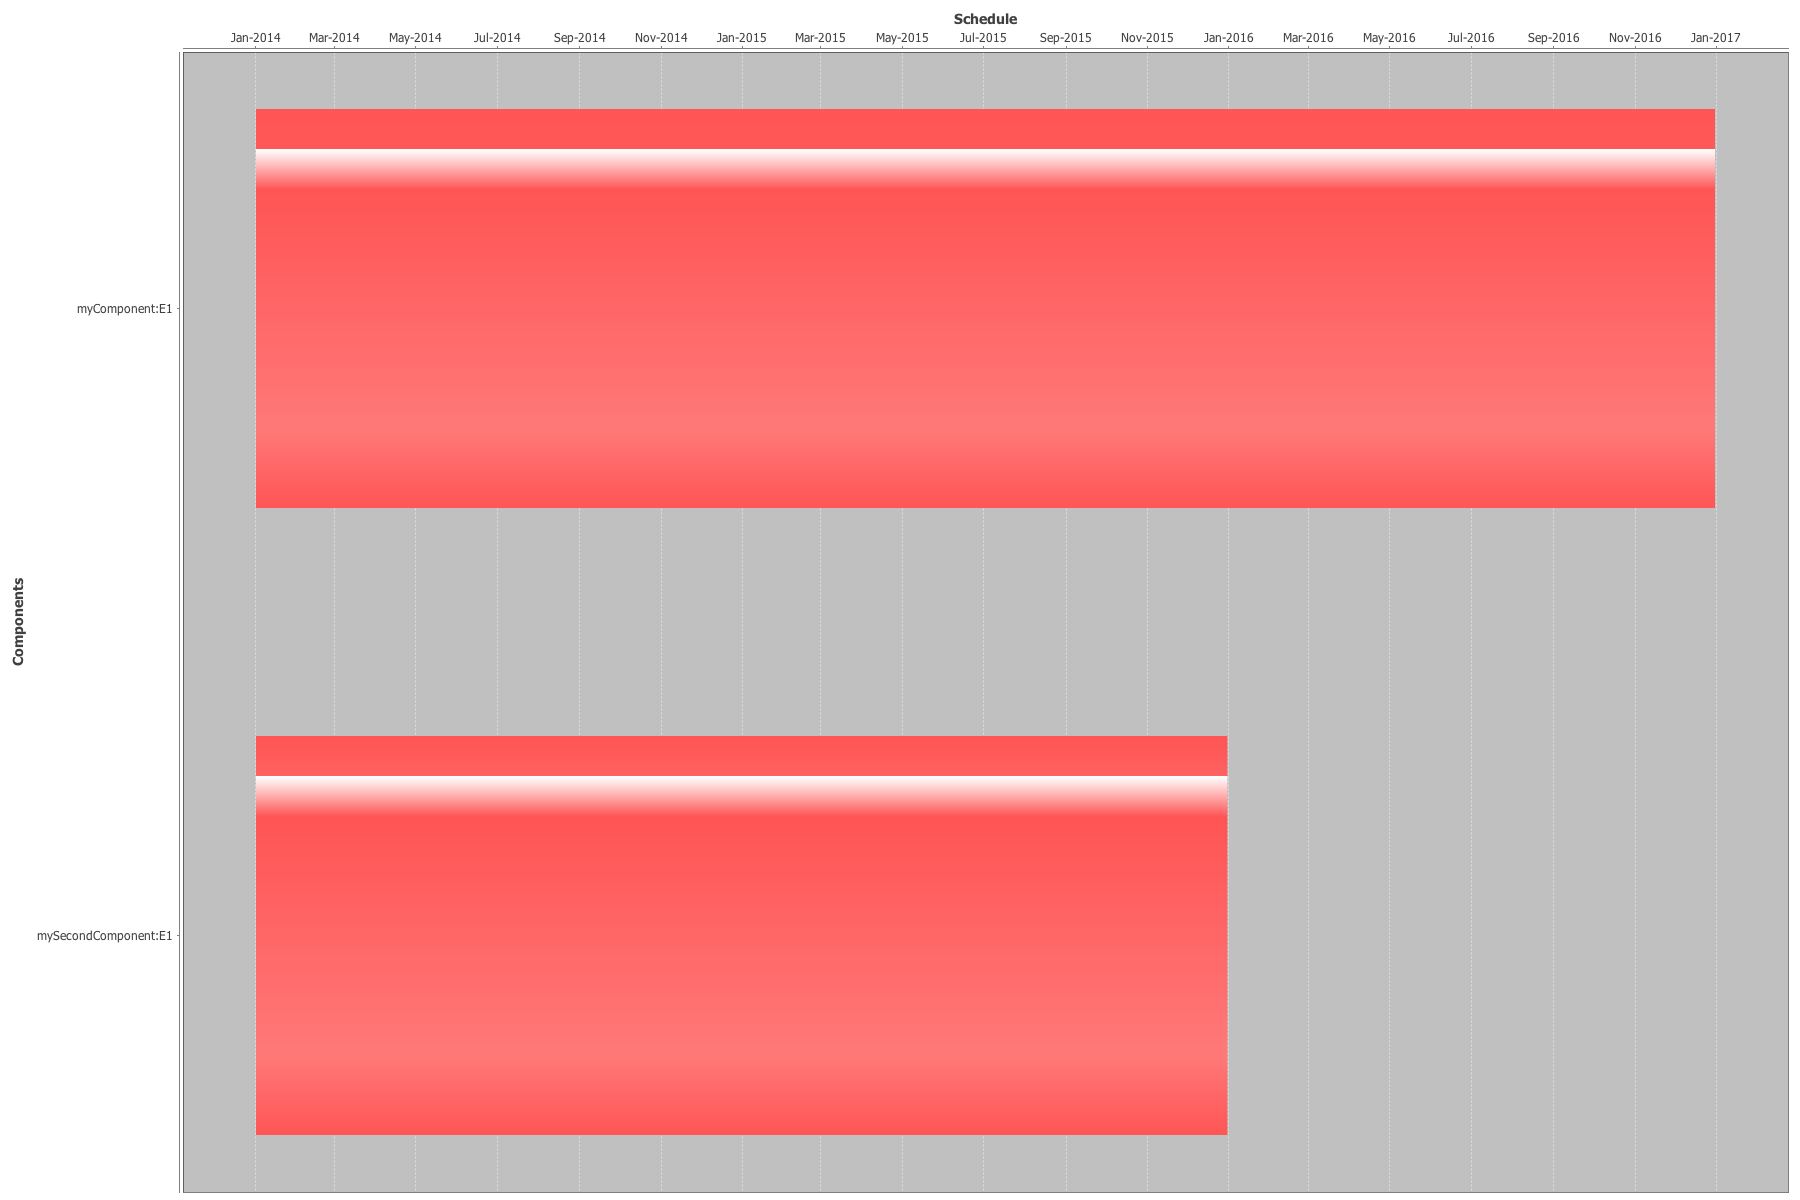 Schedule
Jan-2014 Mar-2014 May-2014 Jul-2014 Sep-2014 Nov-2014 Jan-2015 Mar-2015 May-2015 Jul-2015 Sep-2015 Nov-2015 Jan-2016 Mar-2016 May-2016 Jul-2016 Sep-2016 Nov-2016 Jan-2017
myComponent:E1
Components
mySecondComponent:E1